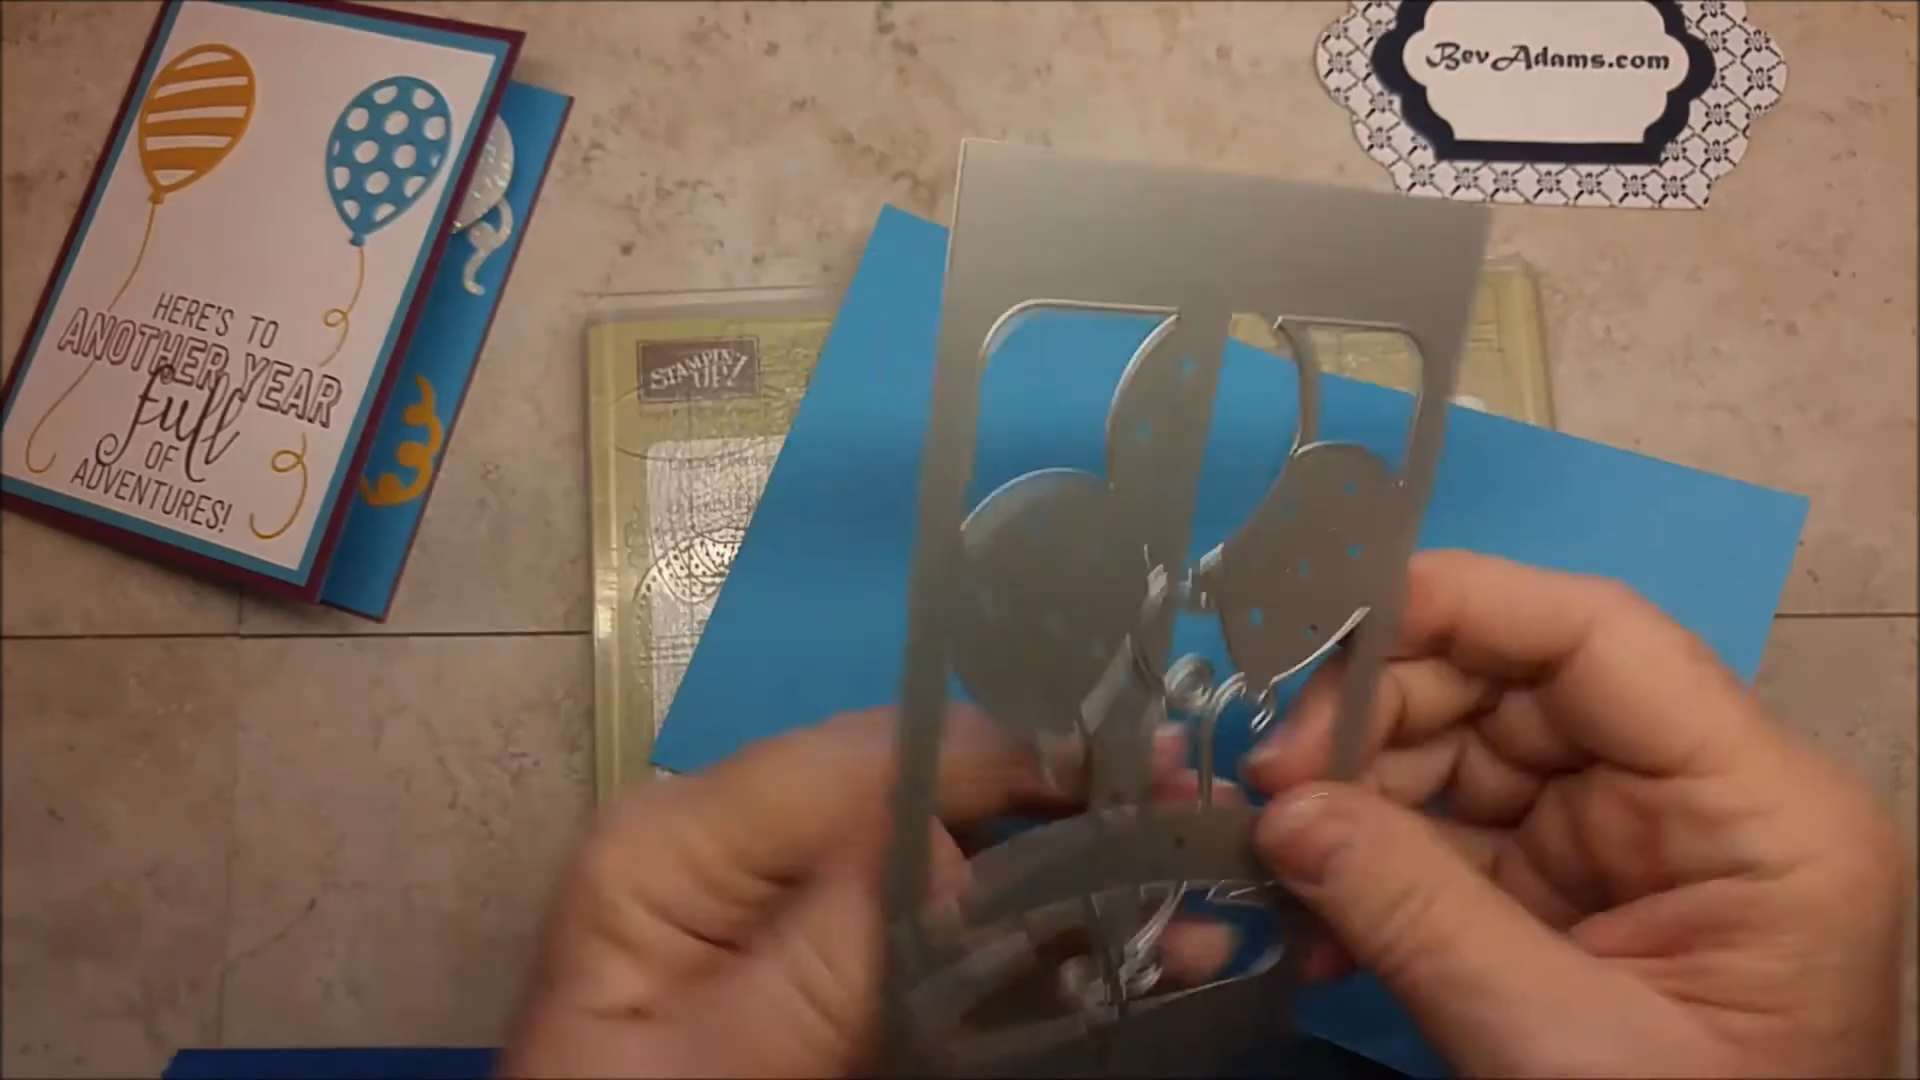 HERE'S TO
ANOTHER YEAR
full
OF
ADVENTURES!
STAMPIN'
UP!
BevAdams.com